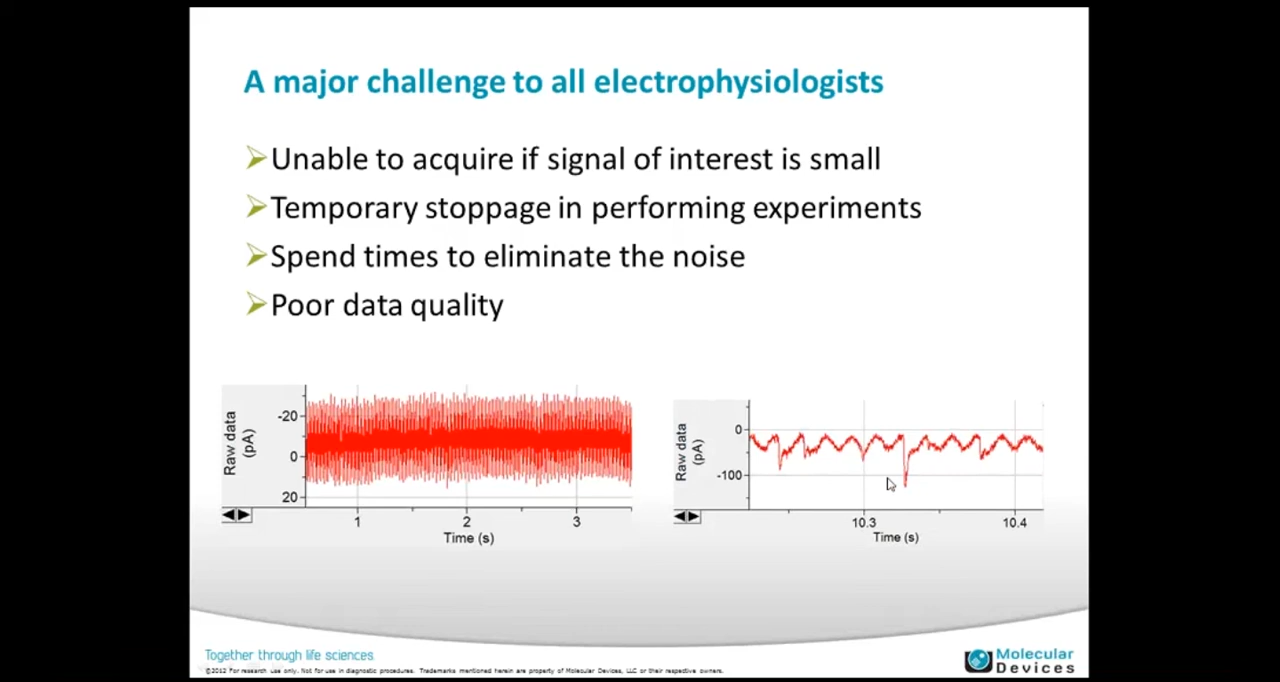 A major challenge to all electrophysiologists
Unable to acquire if signal of interest is small
Temporary stoppage in performing experiments
Spend times to eliminate the noise
Poor data quality
Raw data
(pA)
-20
0
20
1
2
3
Time (s)
Raw data
(pA)
0
-100
10.3
10.4
Time (s)
Together through life sciences.
©2012 For research use only. Not for use in diagnostic procedures. Trademarks mentioned herein are property of Molecular Devices, LLC or their respective owners.
Molecular
Devices